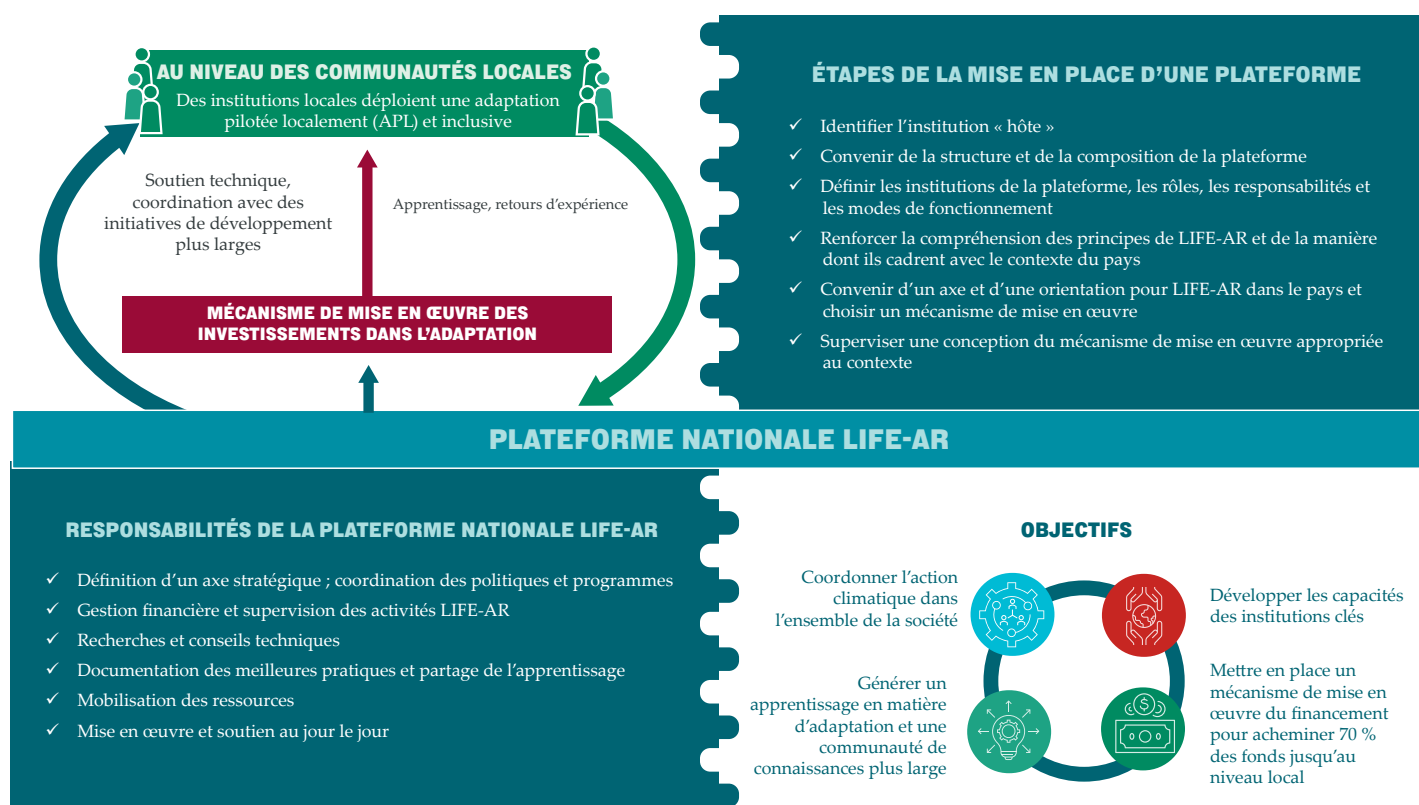 AU NIVEAU DES COMMUNAUTÉS LOCALES
Des institutions locales déploient une adaptation
pilotée localement (APL) et inclusive
Soutien technique,
coordination avec des
initiatives de développement
plus larges
Apprentissage, retours d’expérience
MÉCANISME DE MISE EN ŒUVRE DES
INVESTISSEMENTS DANS L’ADAPTATION
ÉTAPES DE LA MISE EN PLACE D’UNE PLATEFORME
✓ Identifier l’institution « hôte »
✓ Convenir de la structure et de la composition de la plateforme
✓ Définir les institutions de la plateforme, les rôles, les responsabilités et
les modes de fonctionnement
✓ Renforcer la compréhension des principes de LIFE-AR et de la manière
dont ils cadrent avec le contexte du pays
✓ Convenir d’un axe et d’une orientation pour LIFE-AR dans le pays et
choisir un mécanisme de mise en œuvre
✓ Superviser une conception du mécanisme de mise en œuvre appropriée
au contexte
PLATEFORME NATIONALE LIFE-AR
RESPONSABILITÉS DE LA PLATEFORME NATIONALE LIFE-AR
✓ Définition d’un axe stratégique ; coordination des politiques et programmes
✓ Gestion financière et supervision des activités LIFE-AR
✓ Recherches et conseils techniques
✓ Documentation des meilleures pratiques et partage de l’apprentissage
✓ Mobilisation des ressources
✓ Mise en œuvre et soutien au jour le jour
OBJECTIFS
Coordonner l’action
climatique dans
l’ensemble de la société
Développer les capacités
des institutions clés
Générer un
apprentissage en matière
d’adaptation et une
communauté de
connaissances plus large
Mettre en place un
mécanisme de mise en
œuvre du financement
pour acheminer 70 %
des fonds jusqu’au
niveau local
$